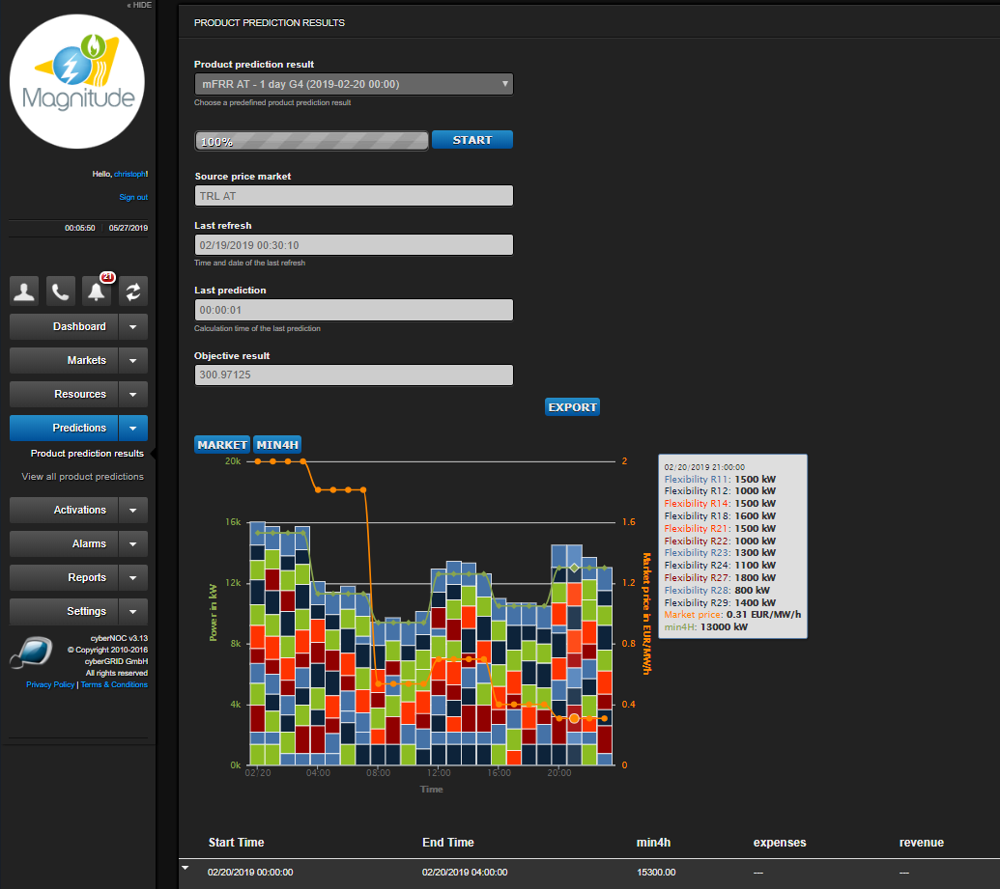 « HIDE
Magnitude
Hello, christoph!
Sign out
00:05:50 05/27/2019
21
Dashboard
Markets
Resources
Predictions
Product prediction results
View all product predictions
Activations
Alarms
Reports
Settings
cyberNOC v3.13
© Copyright 2010-2016
cyberGRID GmbH
All rights reserved
Privacy Policy | Terms & Conditions
PRODUCT PREDICTION RESULTS
Product prediction result
mFRR AT - 1 day G4 (2019-02-20 00:00)
Choose a predefined product prediction result
100% START
Source price market
TRL AT
Last refresh
02/19/2019 00:30:10
Time and date of the last refresh
Last prediction
00:00:01
Calculation time of the last prediction
Objective result
300.97125
EXPORT
MARKET MIN4H
Power in kW
20k
16k
12k
8k
4k
0k
2
1.6
1.2
0.8
0.4
0
Market price in EUR/MW/h
02/20 04:00 08:00 12:00 16:00 20:00
Time
02/20/2019 21:00:00
Flexibility R11: 1500 kW
Flexibility R12: 1000 kW
Flexibility R14: 1500 kW
Flexibility R18: 1600 kW
Flexibility R21: 1500 kW
Flexibility R22: 1000 kW
Flexibility R23: 1300 kW
Flexibility R24: 1100 kW
Flexibility R27: 1800 kW
Flexibility R28: 800 kW
Flexibility R29: 1400 kW
Market price: 0.31 EUR/MW/h
min4H: 13000 kW
Start Time End Time min4h expenses revenue
02/20/2019 00:00:00 02/20/2019 04:00:00 15300.00 --- ---